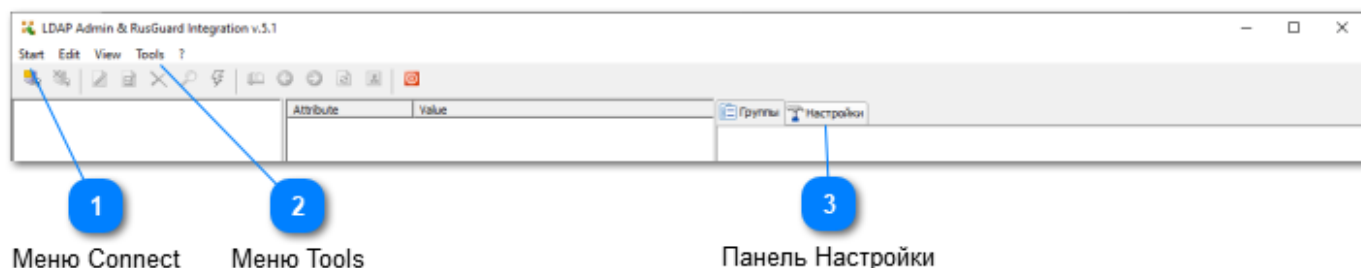 LDAP Admin & RusGuard Integration v.5.1
Start Edit View Tools ?
Attribute Value Группы Настройки
1 2 3
Меню Connect Меню Tools Панель Настройки